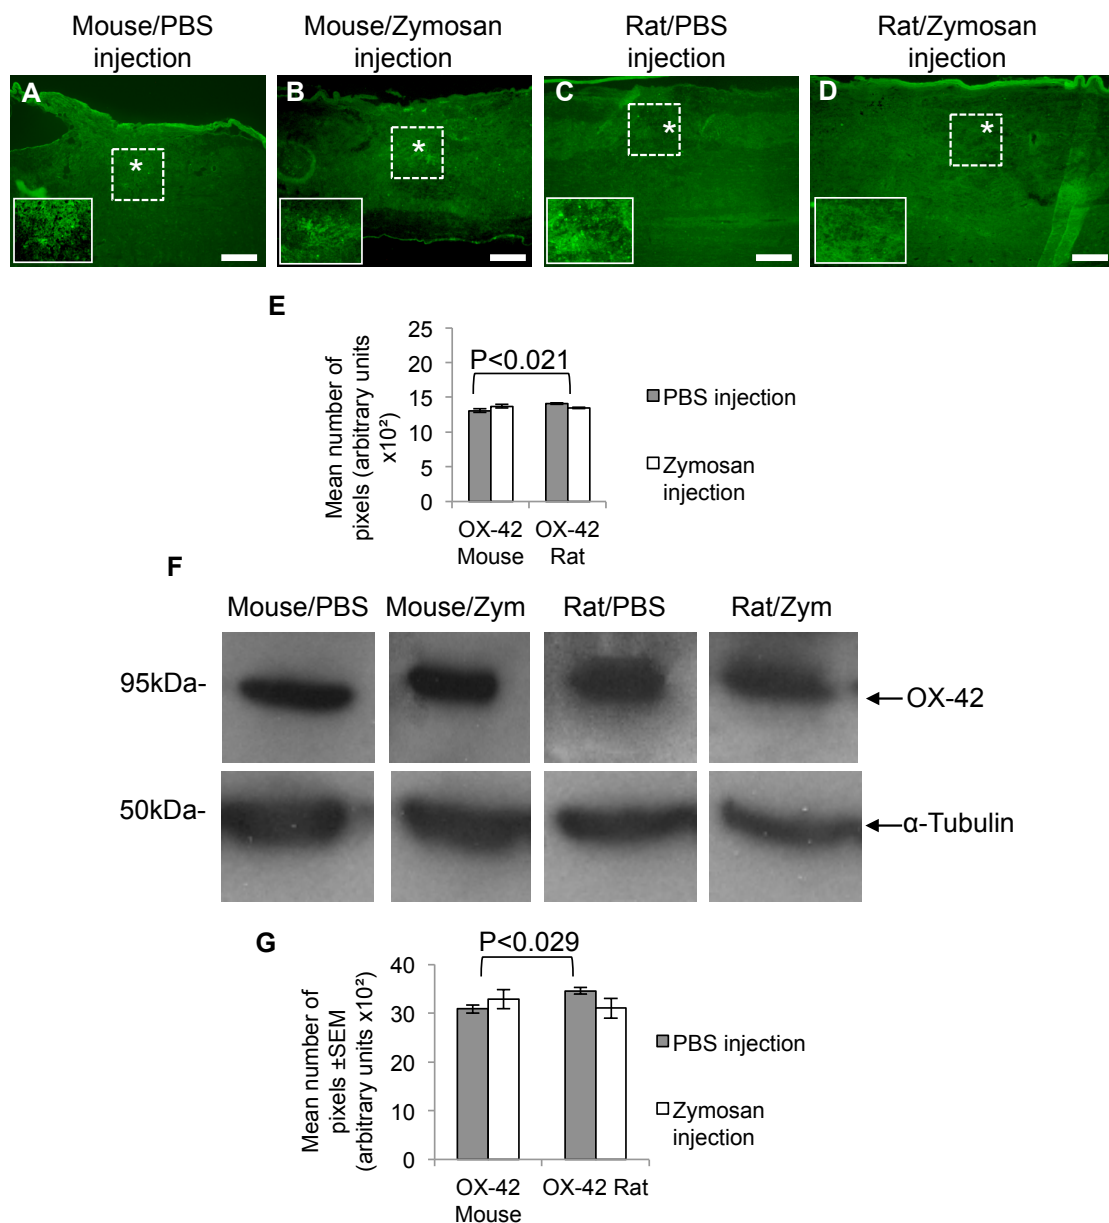 Mouse/PBS
injection
Mouse/Zymosan
injection
Rat/PBS
injection
Rat/Zymosan
injection
A
B
C
D
*
*
*
*
E
Mean number of
pixels (arbitrary units
x10²)
25
20
15
10
5
0
P<0.021
OX-42
Mouse
OX-42
Rat
PBS injection
Zymosan
injection
F
Mouse/PBS
Mouse/Zym
Rat/PBS
Rat/Zym
95kDa-
OX-42
50kDa-
α-Tubulin
G
Mean number of
pixels ±SEM
(arbitrary units x10²)
40
30
20
10
0
P<0.029
OX-42
Mouse
OX-42 Rat
PBS injection
Zymosan
injection